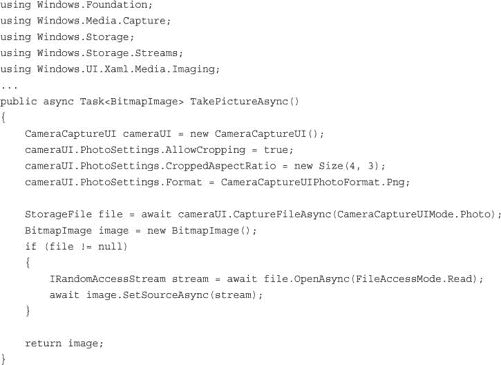 using Windows.Foundation;
using Windows.Media.Capture;
using Windows.Storage;
using Windows.Storage.Streams;
using Windows.UI.Xaml.Media.Imaging;
...
public async Task<BitmapImage> TakePictureAsync()
{
    CameraCaptureUI cameraUI = new CameraCaptureUI();
    cameraUI.PhotoSettings.AllowCropping = true;
    cameraUI.PhotoSettings.CroppedAspectRatio = new Size(4, 3);
    cameraUI.PhotoSettings.Format = CameraCaptureUIPhotoFormat.Png;

    StorageFile file = await cameraUI.CaptureFileAsync(CameraCaptureUIMode.Photo);
    BitmapImage image = new BitmapImage();
    if (file != null)
    {
        IRandomAccessStream stream = await file.OpenAsync(FileAccessMode.Read);
        await image.SetSourceAsync(stream);
    }

    return image;
}